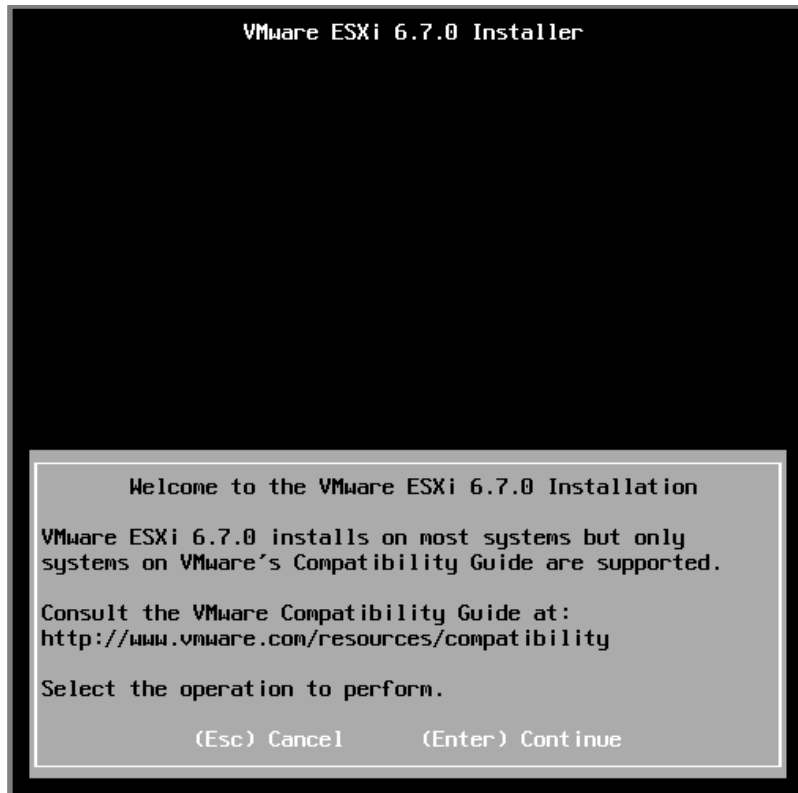 VMware ESXi 6.7.0 Installer
Welcome to the VMware ESXi 6.7.0 Installation
VMware ESXi 6.7.0 installs on most systems but only
systems on VMware's Compatibility Guide are supported.
Consult the VMware Compatibility Guide at:
http://www.vmware.com/resources/compatibility
Select the operation to perform.
(Esc) Cancel (Enter) Continue